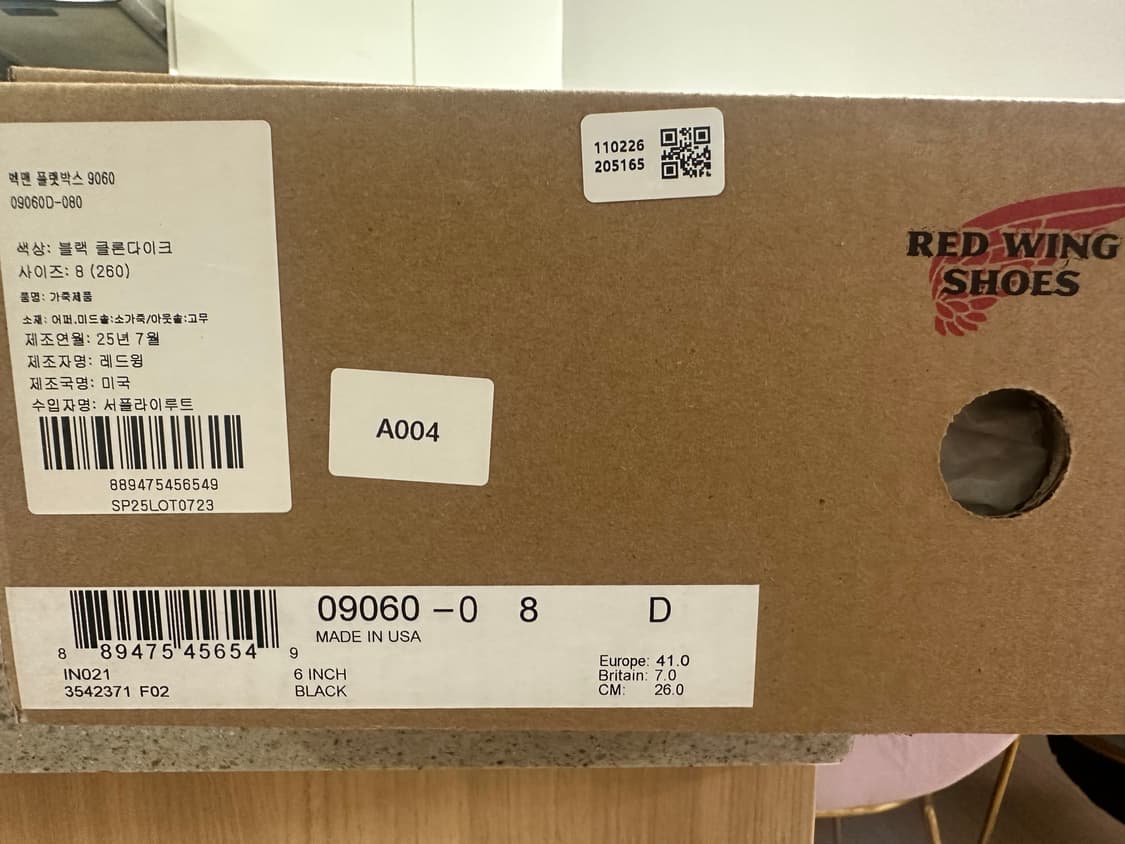 벡맨 플랫박스 9060
09060D-080
색상: 블랙 클론다이크
사이즈: 8 (260)
품명: 가죽제품
소재: 어퍼,미드솔:소가죽/아웃솔:고무
제조연월: 25년 7월
제조자명: 레드윙
제조국명: 미국
수입자명: 서플라이루트
889475456549
SP25LOT0723
110226
205165
RED WING
SHOES
A004
09060 -0 8 D
MADE IN USA
8 89475 45654 9
IN021
3542371 F02
6 INCH
BLACK
Europe: 41.0
Britain: 7.0
CM: 26.0